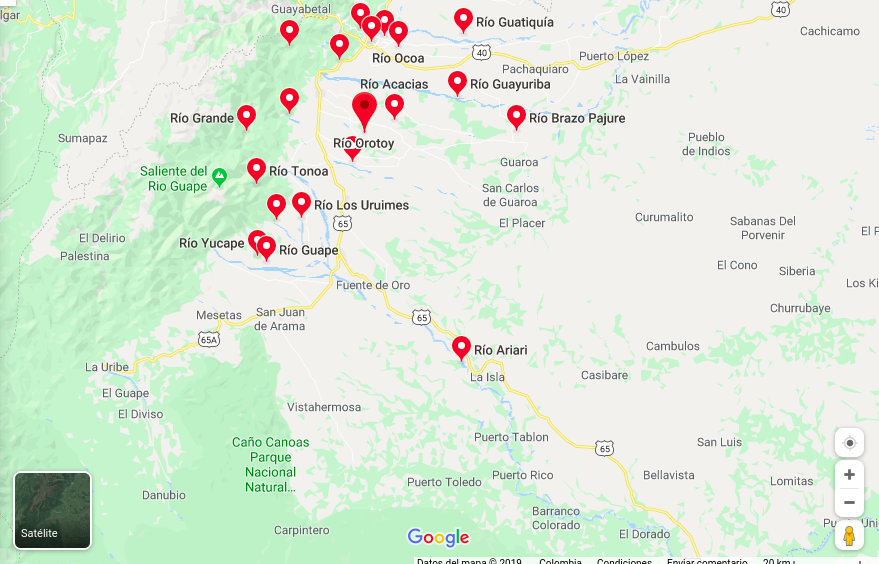 Guayabetal
lgar
Río Guatiquía
40
Cachicamo
40
Río Ocoa
Puerto López
Pachaquiaro
La Vainilla
Río Acacias
Río Guayuriba
Río Grande
Río Brazo Pajure
Sumapaz
Río Orotoy
Pueblo
de Indios
Guaroa
Saliente del
Rio Guape
Río Tonoa
San Carlos
de Guaroa
Río Los Uruimes
65
El Placer
Curumalito
Sabanas Del
Porvenir
El F
El Delirio
Río Yucape
Río Guape
Palestina
El Cono
Siberia
Fuente de Oro
Los Ki
Churrubaye
Mesetas
San Juan
de Arama
65
65A
Río Ariari
Cambulos
La Uribe
La Isla
Casibare
El Guape
El Diviso
Vistahermosa
Caño Canoas
Parque
Nacional
Natural...
Puerto Tablon
65
San Luis
Puerto Toledo
Puerto Rico
Bellavista
Lomitas
Danubio
Barranco
Colorado
Puerto Uni
Satélite
Carpintero
Google
El Dorado
Datos del mapa © 2019 Colombia Condiciones Enviar comentario 20 km